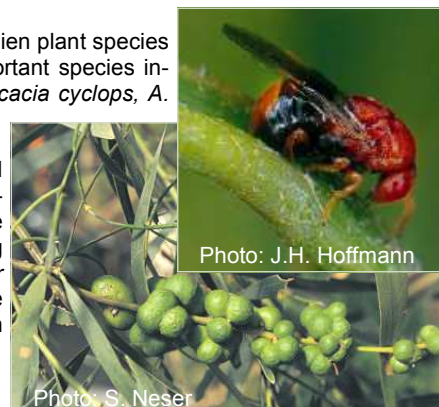 ien plant species
ortant species in-
cacia cyclops, A.
Photo: J.H. Hoffmann
Photo: S. Neser